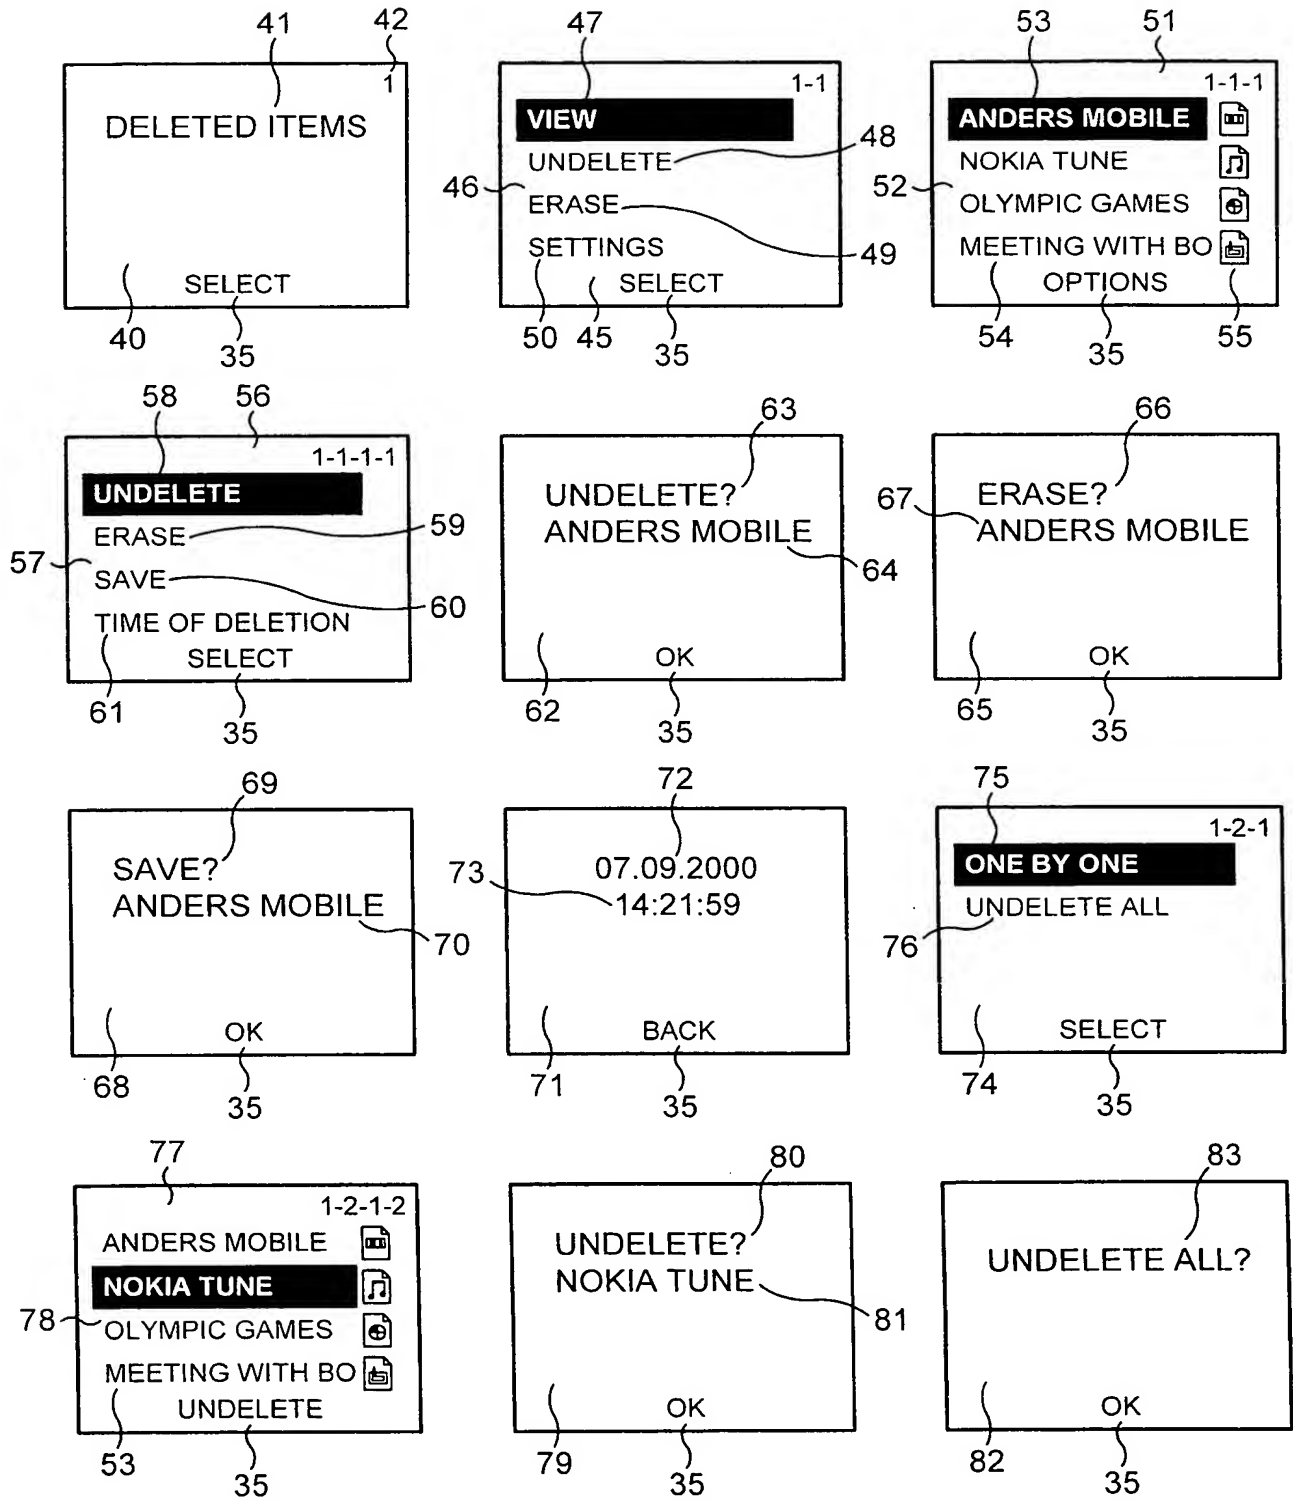 41 42
1
DELETED ITEMS
SELECT
40
35
47
1-1
VIEW
UNDELETE
48
46
ERASE
SETTINGS
49
SELECT
50 45
35
53 51
1-1-1
ANDERS MOBILE
NOKIA TUNE
52
OLYMPIC GAMES
MEETING WITH BO
OPTIONS
54 35 55
58 56
1-1-1-1
UNDELETE
ERASE
59
57
SAVE
60
TIME OF DELETION
SELECT
61
35
63
UNDELETE?
ANDERS MOBILE
64
OK
62
35
66
ERASE?
67
ANDERS MOBILE
OK
65
35
69
SAVE?
ANDERS MOBILE
70
OK
68
35
72
07.09.2000
73
14:21:59
BACK
71
35
75
1-2-1
ONE BY ONE
UNDELETE ALL
76
SELECT
74
35
77
1-2-1-2
ANDERS MOBILE
NOKIA TUNE
78
OLYMPIC GAMES
MEETING WITH BO
UNDELETE
53
35
80
UNDELETE?
NOKIA TUNE
81
OK
79
35
83
UNDELETE ALL?
OK
82
35